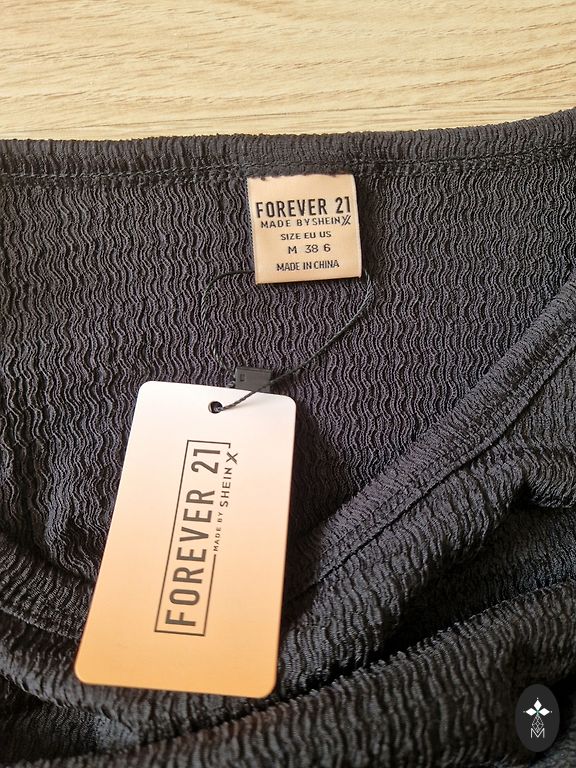 FOREVER 21
MADE BY SHEIN X
SIZE EU US
M 38 6
MADE IN CHINA
FOREVER 21
MADE BY SHEIN X
M